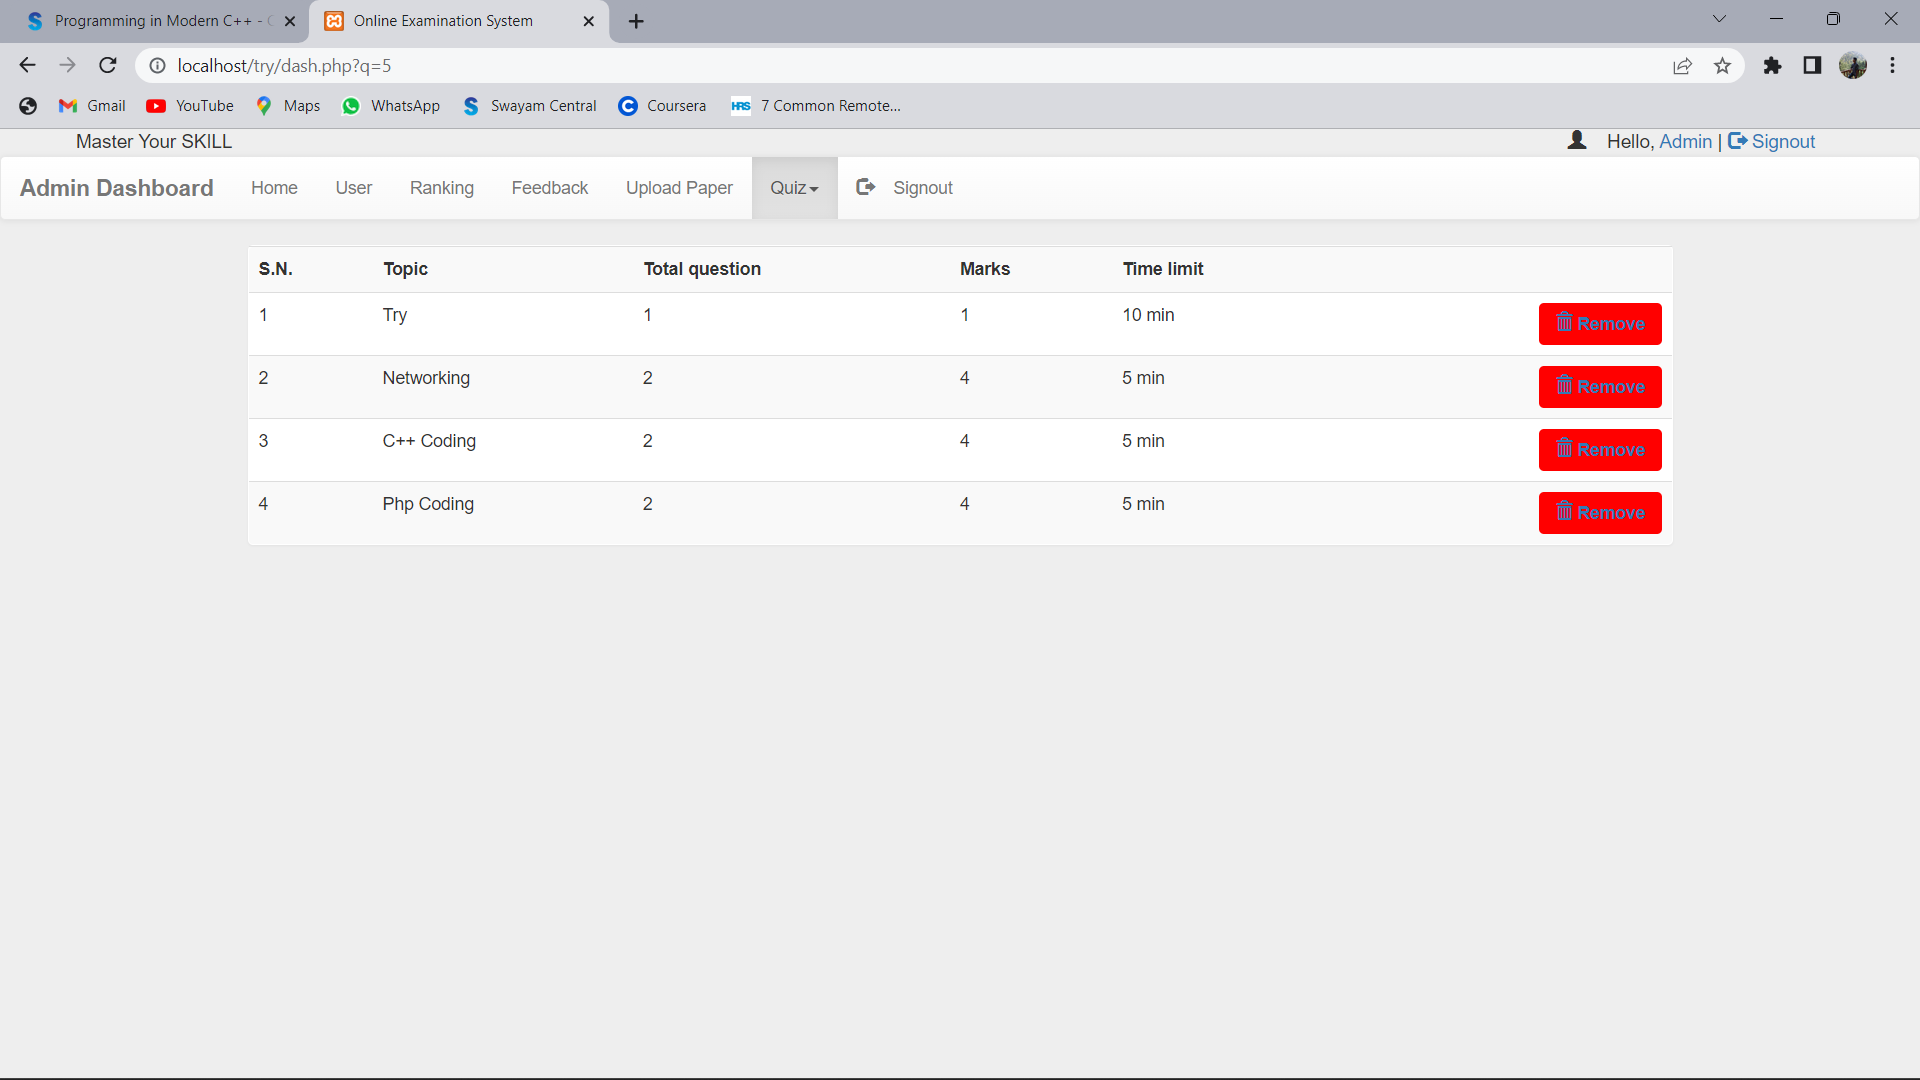 Programming in Modern C++ -
Online Examination System
localhost/try/dash.php?q=5
Gmail YouTube Maps WhatsApp Swayam Central Coursera HRS 7 Common Remote...
Master Your SKILL
Hello, Admin | Signout
Admin Dashboard Home User Ranking Feedback Upload Paper Quiz Signout
S.N. Topic Total question Marks Time limit
1 Try 1 1 10 min Remove
2 Networking 2 4 5 min Remove
3 C++ Coding 2 4 5 min Remove
4 Php Coding 2 4 5 min Remove